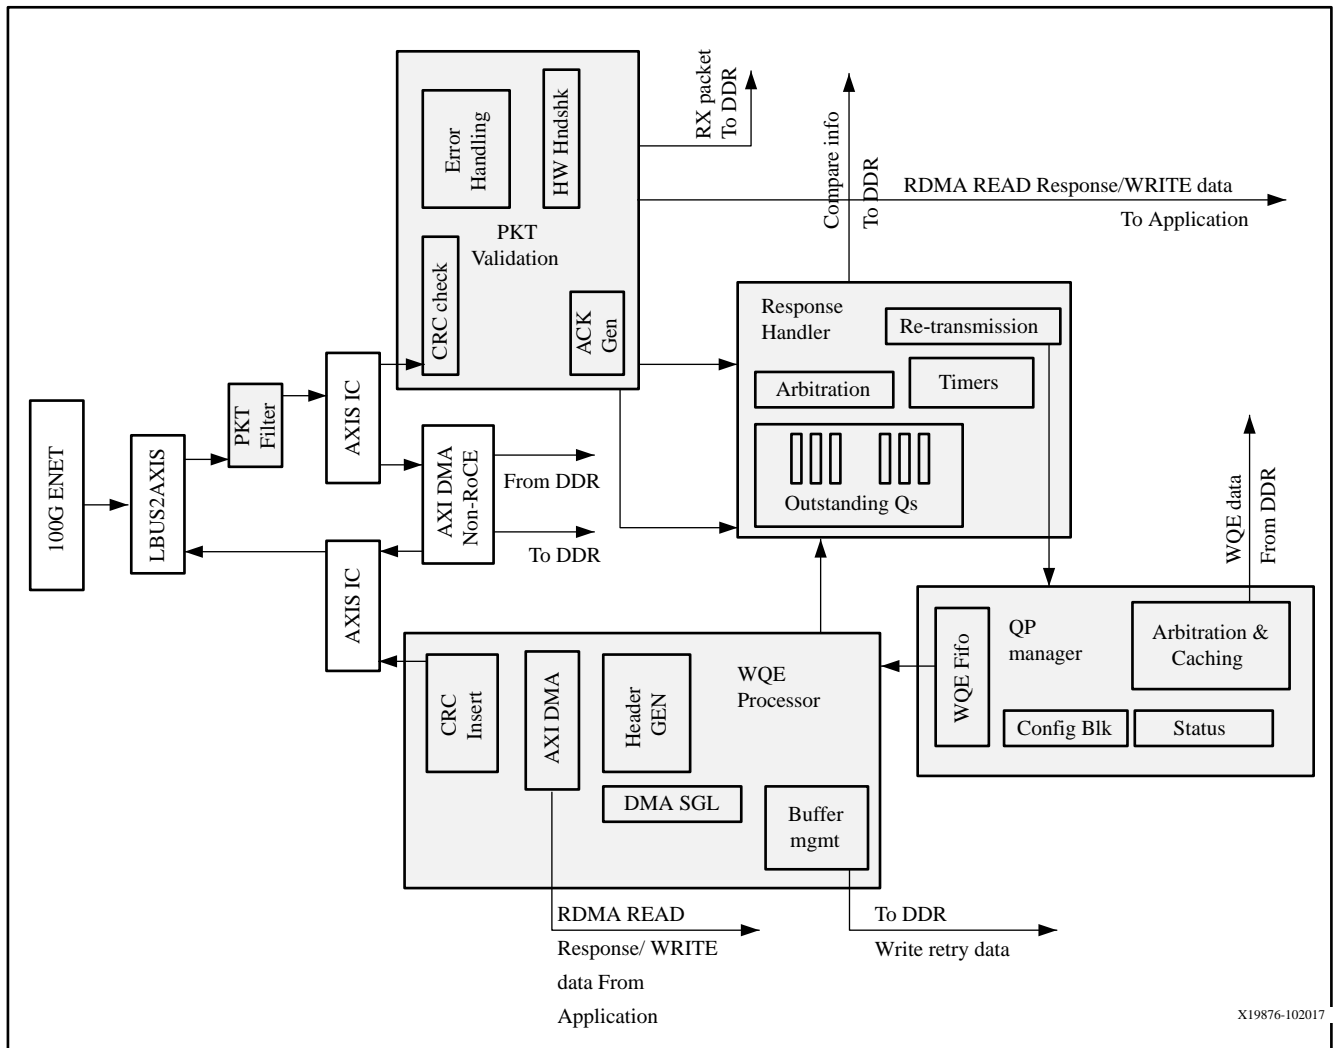 RX packet
To DDR
Compare info
To DDR
RDMA READ Response/WRITE data
To Application
Error
Handling
HW Hndshk
PKT
Validation
CRC check
ACK
Gen
Response
Handler
Re-transmission
Arbitration
Timers
Outstanding Qs
100G ENET
LBUS2AXIS
PKT
Filter
AXIS IC
AXI DMA
Non-RoCE
From DDR
To DDR
AXIS IC
WQE data
From DDR
WQE Fifo
QP
manager
Arbitration &
Caching
Config Blk
Status
CRC
Insert
AXI DMA
Header
GEN
WQE
Processor
DMA SGL
Buffer
mgmt
RDMA READ
Response/ WRITE
data From
Application
To DDR
Write retry data
X19876-102017